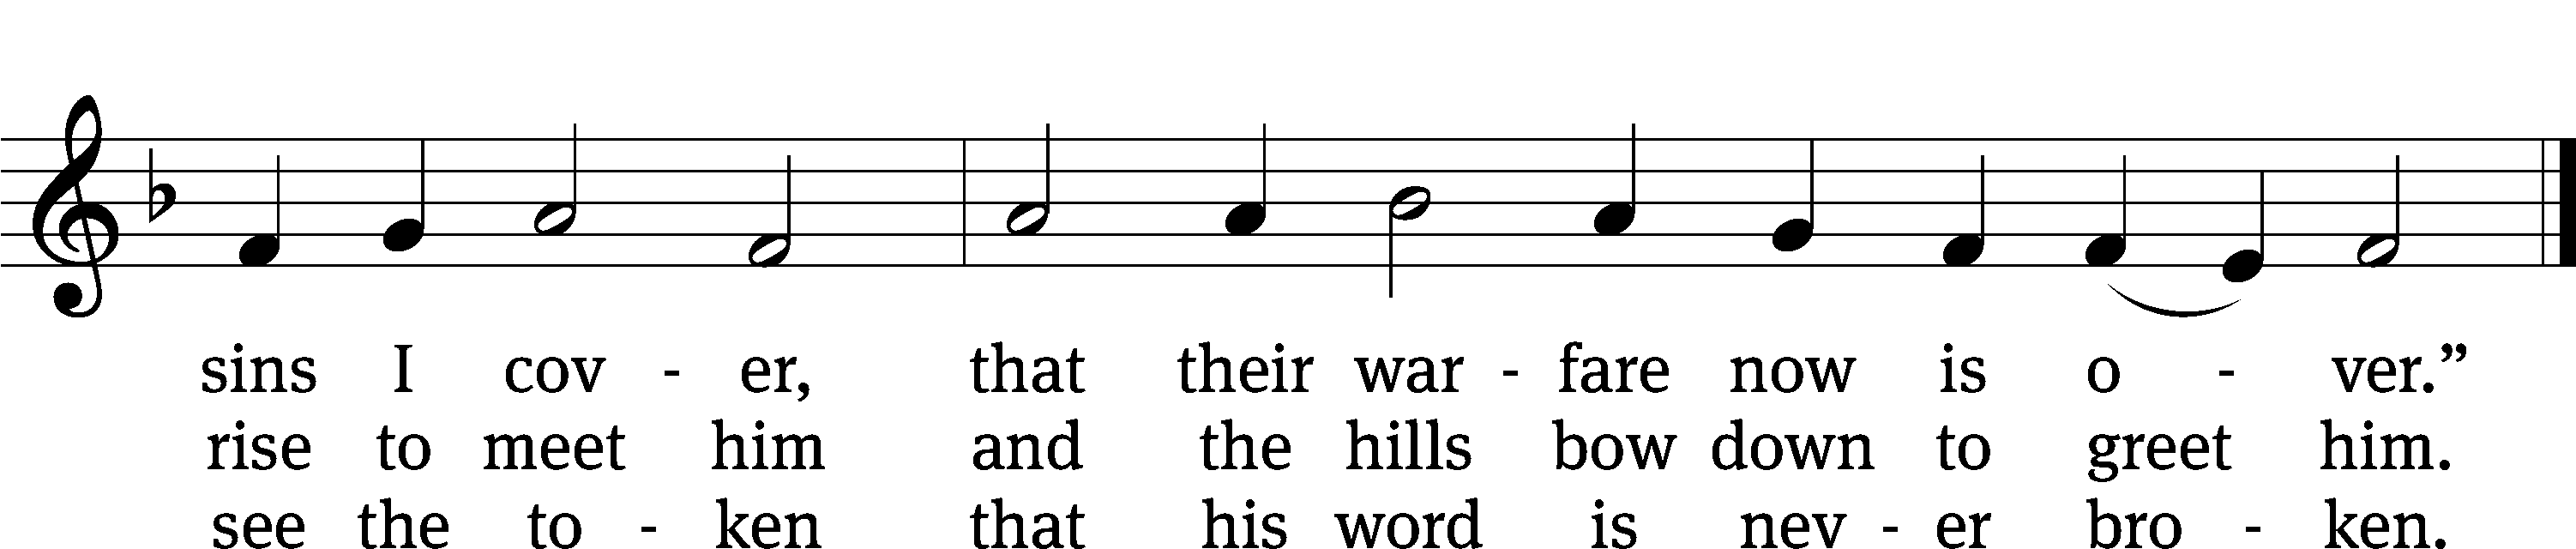 sins I cov - er, that their war - fare now is o - ver.”
rise to meet him and the hills bow down to greet him.
see the to - ken that his word is nev - er bro - ken.